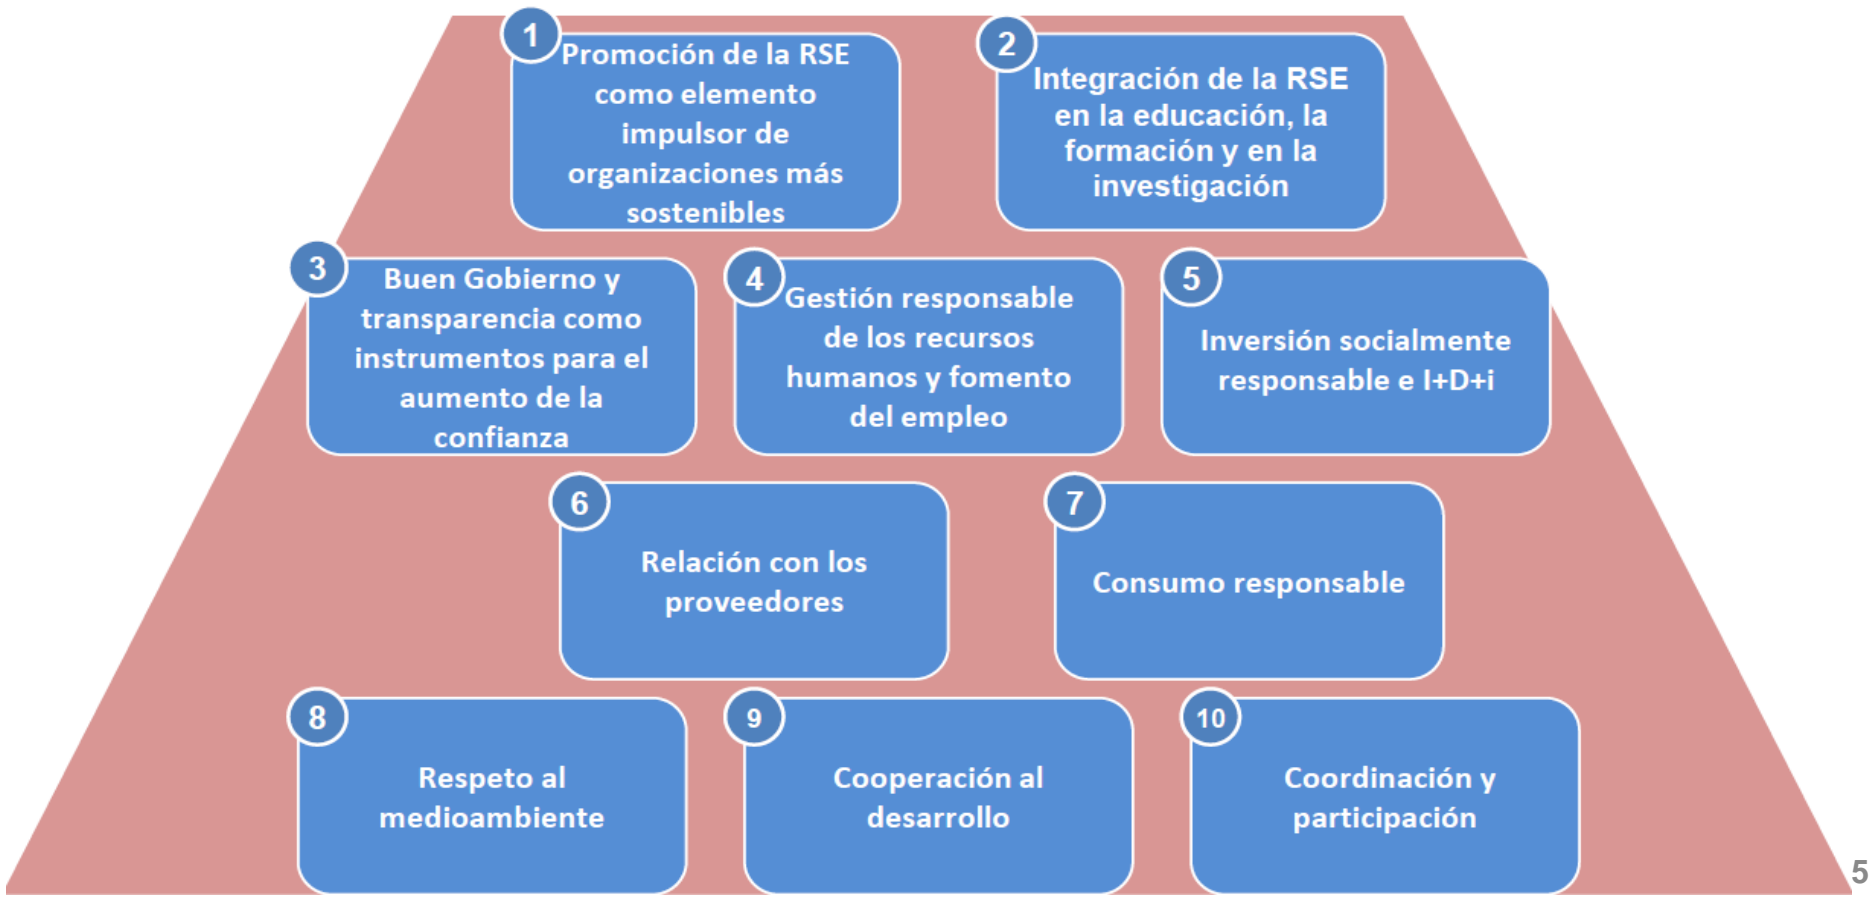 1
Promoción de la RSE
como elemento
impulsor de
organizaciones más
sostenibles
2
Integración de la RSE
en la educación, la
formación y en la
investigación
3
Buen Gobierno y
transparencia como
instrumentos para el
aumento de la
confianza
4
Gestión responsable
de los recursos
humanos y fomento
del empleo
5
Inversión socialmente
responsable e I+D+i
6
Relación con los
proveedores
7
Consumo responsable
8
Respeto al
medioambiente
9
Cooperación al
desarrollo
10
Coordinación y
participación
5